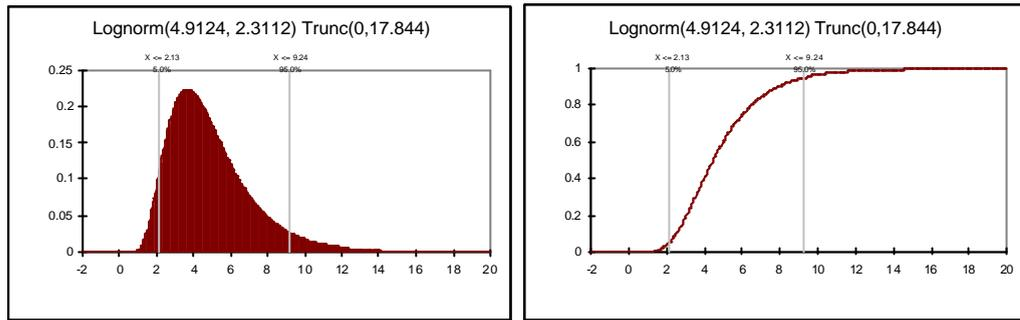 Lognorm(4.9124, 2.3112) Trunc(0,17.844)
X <= 2.13
5.0%
X <= 9.24
95.0%
0.25
0.2
0.15
0.1
0.05
0
-2 0 2 4 6 8 10 12 14 16 18 20
Lognorm(4.9124, 2.3112) Trunc(0,17.844)
X <= 2.13
5.0%
X <= 9.24
95.0%
1
0.8
0.6
0.4
0.2
0
-2 0 2 4 6 8 10 12 14 16 18 20